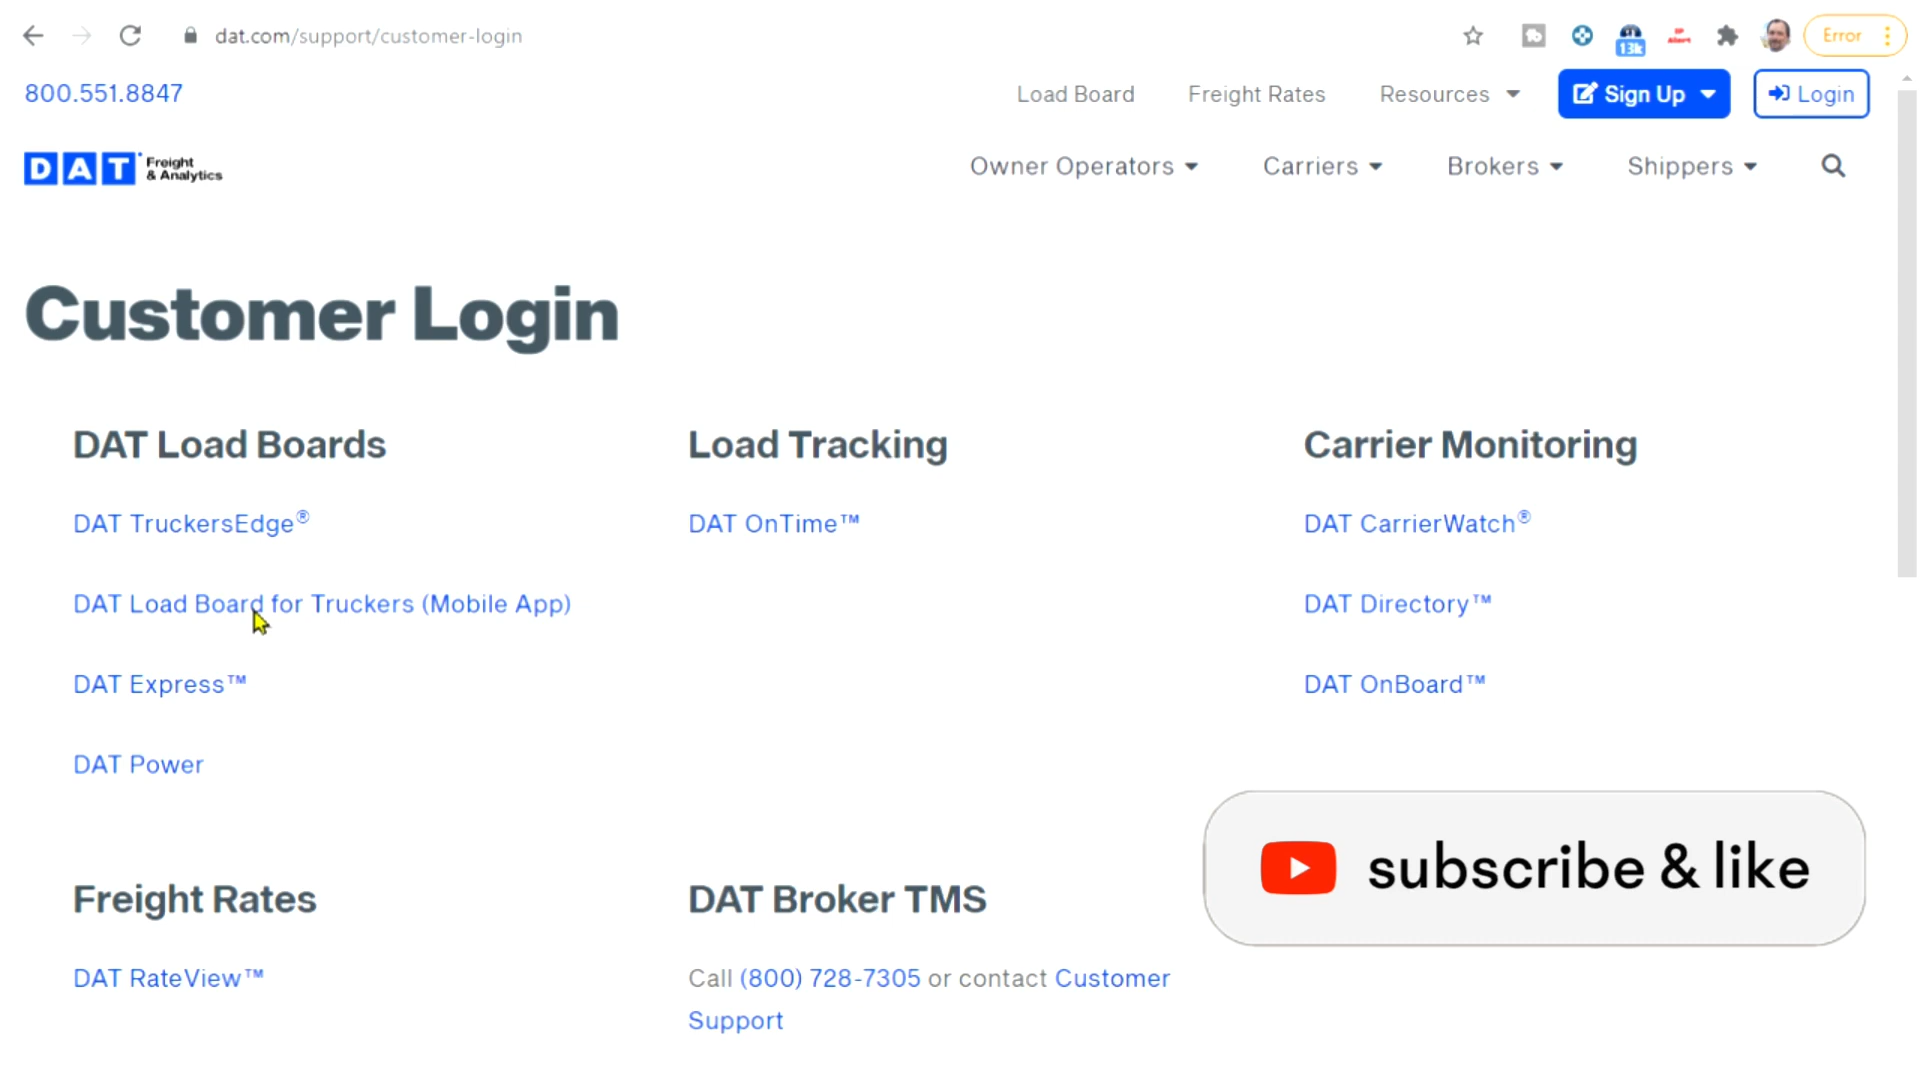 dat.com/support/customer-login
13k
Error
800.551.8847
Load Board
Freight Rates
Resources
Sign Up
Login
DAT Freight & Analytics
Owner Operators
Carriers
Brokers
Shippers
Customer Login
DAT Load Boards
Load Tracking
Carrier Monitoring
DAT TruckersEdge®
DAT OnTime™
DAT CarrierWatch®
DAT Load Board for Truckers (Mobile App)
DAT Directory™
DAT Express™
DAT OnBoard™
DAT Power
subscribe & like
Freight Rates
DAT Broker TMS
DAT RateView™
Call (800) 728-7305 or contact Customer
Support